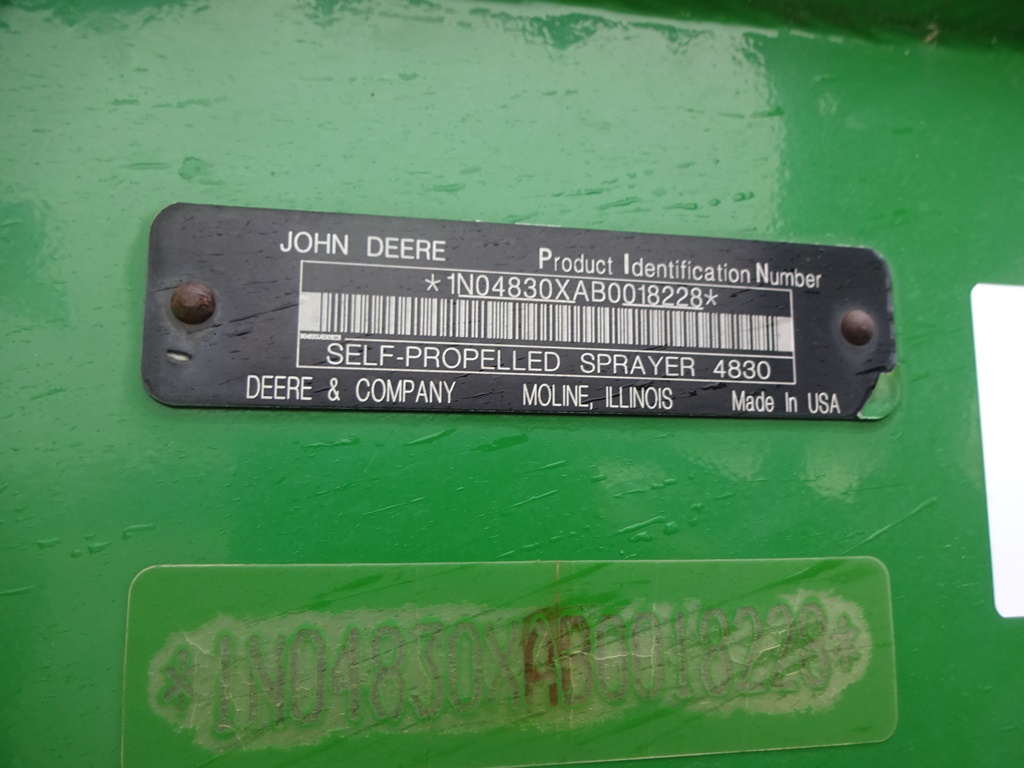 JOHN DEERE
Product Identification Number
*1N04830XAB0018228*
SELF-PROPELLED SPRAYER 4830
DEERE & COMPANY MOLINE, ILLINOIS Made In USA
*1N04830XAB0018228*